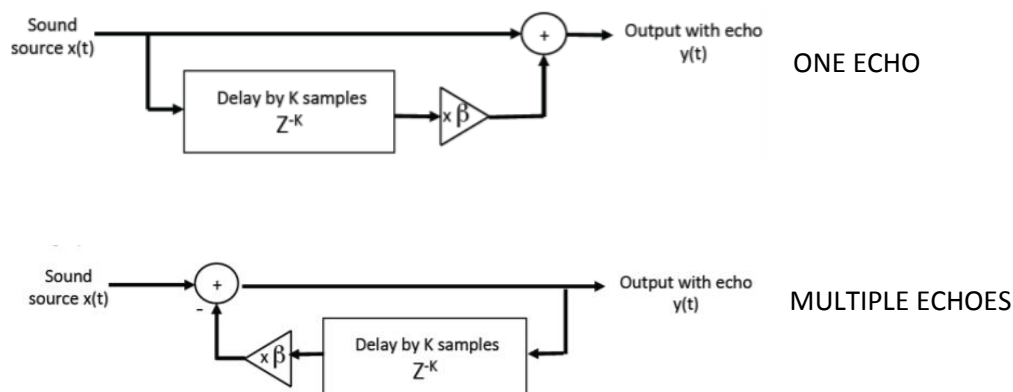 Sound
source x(t)
+
Output with echo
y(t)
ONE ECHO
Delay by K samples
Z-K
x β
Sound
source x(t)
+
-
Output with echo
y(t)
MULTIPLE ECHOES
x β
Delay by K samples
Z-K